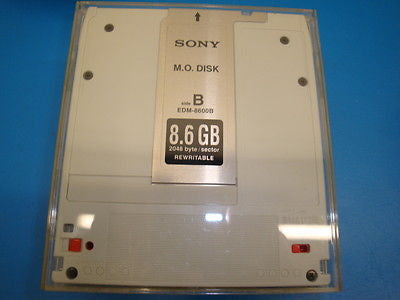 SONY
M.O. DISK
side B
EDM-8600B
8.6 GB
2048 byte/sector
REWRITABLE